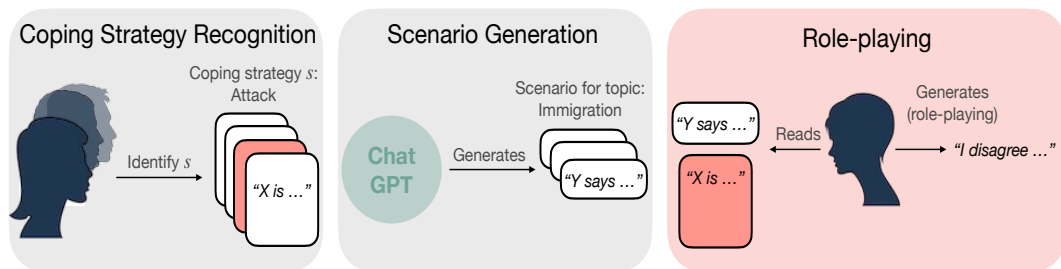 Coping Strategy Recognition
Coping strategy s:
Attack
Identify s
"X is ..."
Scenario Generation
Scenario for topic:
Immigration
Chat
GPT
Generates
"Y says ..."
Role-playing
"Y says ..."
"X is ..."
Reads
Generates
(role-playing)
"I disagree ..."